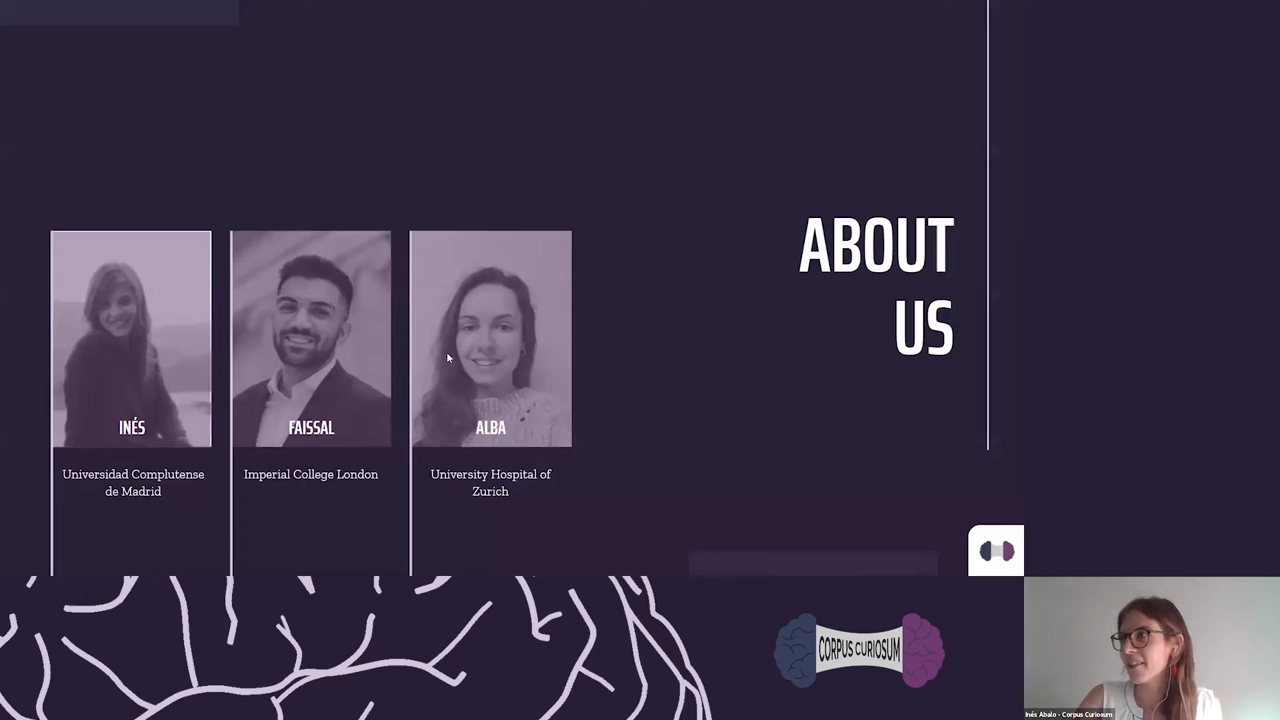 ABOUT
US
INÉS
FAISSAL
ALBA
Universidad Complutense
de Madrid
Imperial College London
University Hospital of
Zurich
CORPUS CURIOSUM
Inés Abalo - Corpus Curiosum